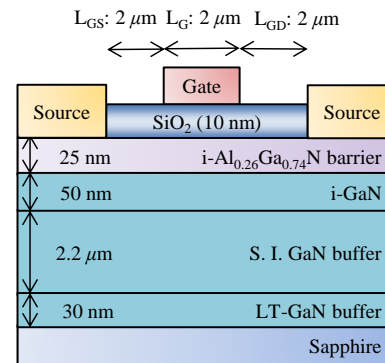 L_GS: 2 μm L_G: 2 μm L_GD: 2 μm
Gate
Source Source
SiO₂ (10 nm)
25 nm i-Al₀.₂₆Ga₀.₇₄N barrier
50 nm i-GaN
2.2 μm S. I. GaN buffer
30 nm LT-GaN buffer
Sapphire